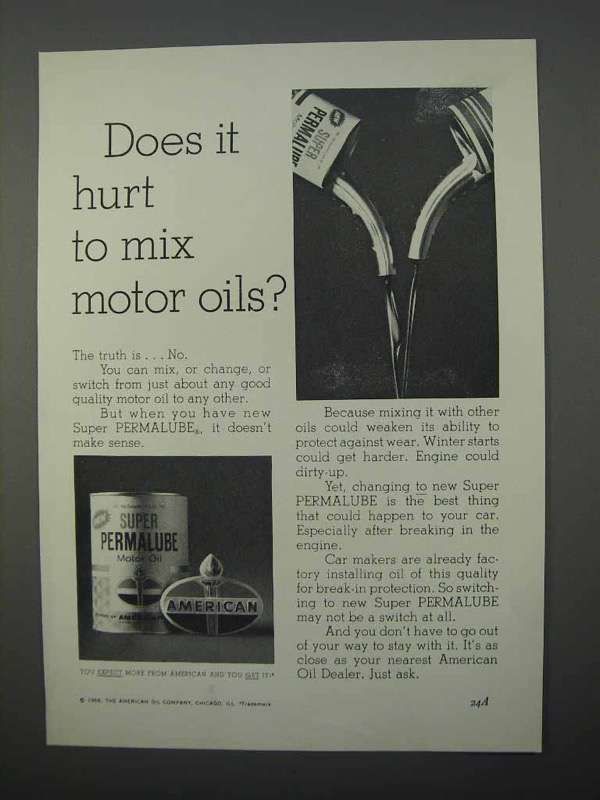 Does it
hurt
to mix
motor oils?
The truth is . . . No.
You can mix, or change, or
switch from just about any good
quality motor oil to any other.
But when you have new
Super PERMALUBE®, it doesn't
make sense.
SUPER
PERMALUBE
Motor Oil
AMERICAN
AMERICAN
YOU EXPECT MORE FROM AMERICAN AND YOU GET IT!*
© 1966, THE AMERICAN OIL COMPANY, CHICAGO, ILL. *Trademark
SUPER
PERMALUBE
Because mixing it with other
oils could weaken its ability to
protect against wear. Winter starts
could get harder. Engine could
dirty-up.
Yet, changing to new Super
PERMALUBE is the best thing
that could happen to your car.
Especially after breaking in the
engine.
Car makers are already fac-
tory installing oil of this quality
for break-in protection. So switch-
ing to new Super PERMALUBE
may not be a switch at all.
And you don't have to go out
of your way to stay with it. It's as
close as your nearest American
Oil Dealer. Just ask.
24A